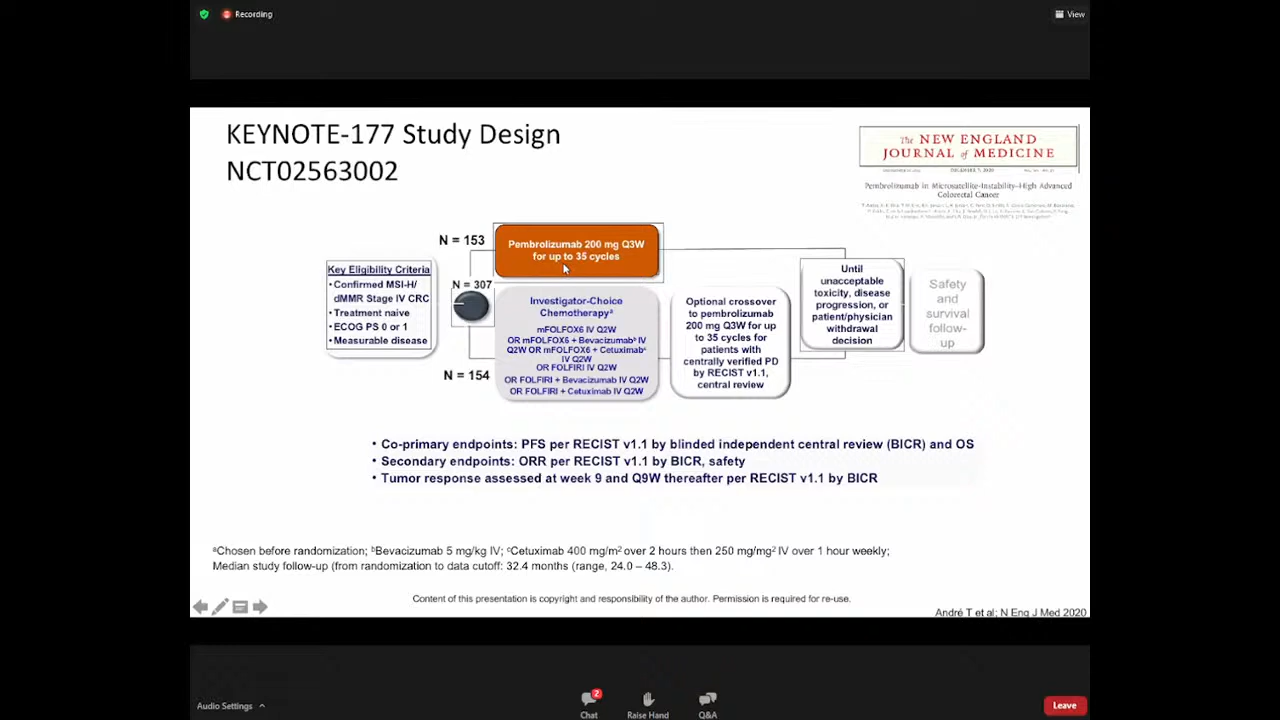 Recording
View
KEYNOTE-177 Study Design
NCT02563002
The NEW ENGLAND
JOURNAL of MEDICINE
Pembrolizumab in Microsatellite-Instability-High Advanced
Colorectal Cancer
N = 153
Pembrolizumab 200 mg Q3W
for up to 35 cycles
Key Eligibility Criteria
• Confirmed MSI-H/
dMMR Stage IV CRC
• Treatment naive
• ECOG PS 0 or 1
• Measurable disease
N = 307
Investigator-Choice
Chemotherapyᵃ
mFOLFOX6 IV Q2W
OR mFOLFOX6 + Bevacizumabᵇ IV
Q2W OR mFOLFOX6 + Cetuximabᶜ
IV Q2W
OR FOLFIRI IV Q2W
OR FOLFIRI + Bevacizumab IV Q2W
OR FOLFIRI + Cetuximab IV Q2W
N = 154
Optional crossover
to pembrolizumab
200 mg Q3W for up
to 35 cycles for
patients with
centrally verified PD
by RECIST v1.1,
central review
Until
unacceptable
toxicity, disease
progression, or
patient/physician
withdrawal
decision
Safety
and
survival
follow-
up
• Co-primary endpoints: PFS per RECIST v1.1 by blinded independent central review (BICR) and OS
• Secondary endpoints: ORR per RECIST v1.1 by BICR, safety
• Tumor response assessed at week 9 and Q9W thereafter per RECIST v1.1 by BICR
ᵃChosen before randomization; ᵇBevacizumab 5 mg/kg IV; ᶜCetuximab 400 mg/m² over 2 hours then 250 mg/mg² IV over 1 hour weekly;
Median study follow-up (from randomization to data cutoff: 32.4 months (range, 24.0 – 48.3).
Content of this presentation is copyright and responsibility of the author. Permission is required for re-use.
André T et al; N Eng J Med 2020
Audio Settings
2
Chat
Raise Hand
Q&A
Leave